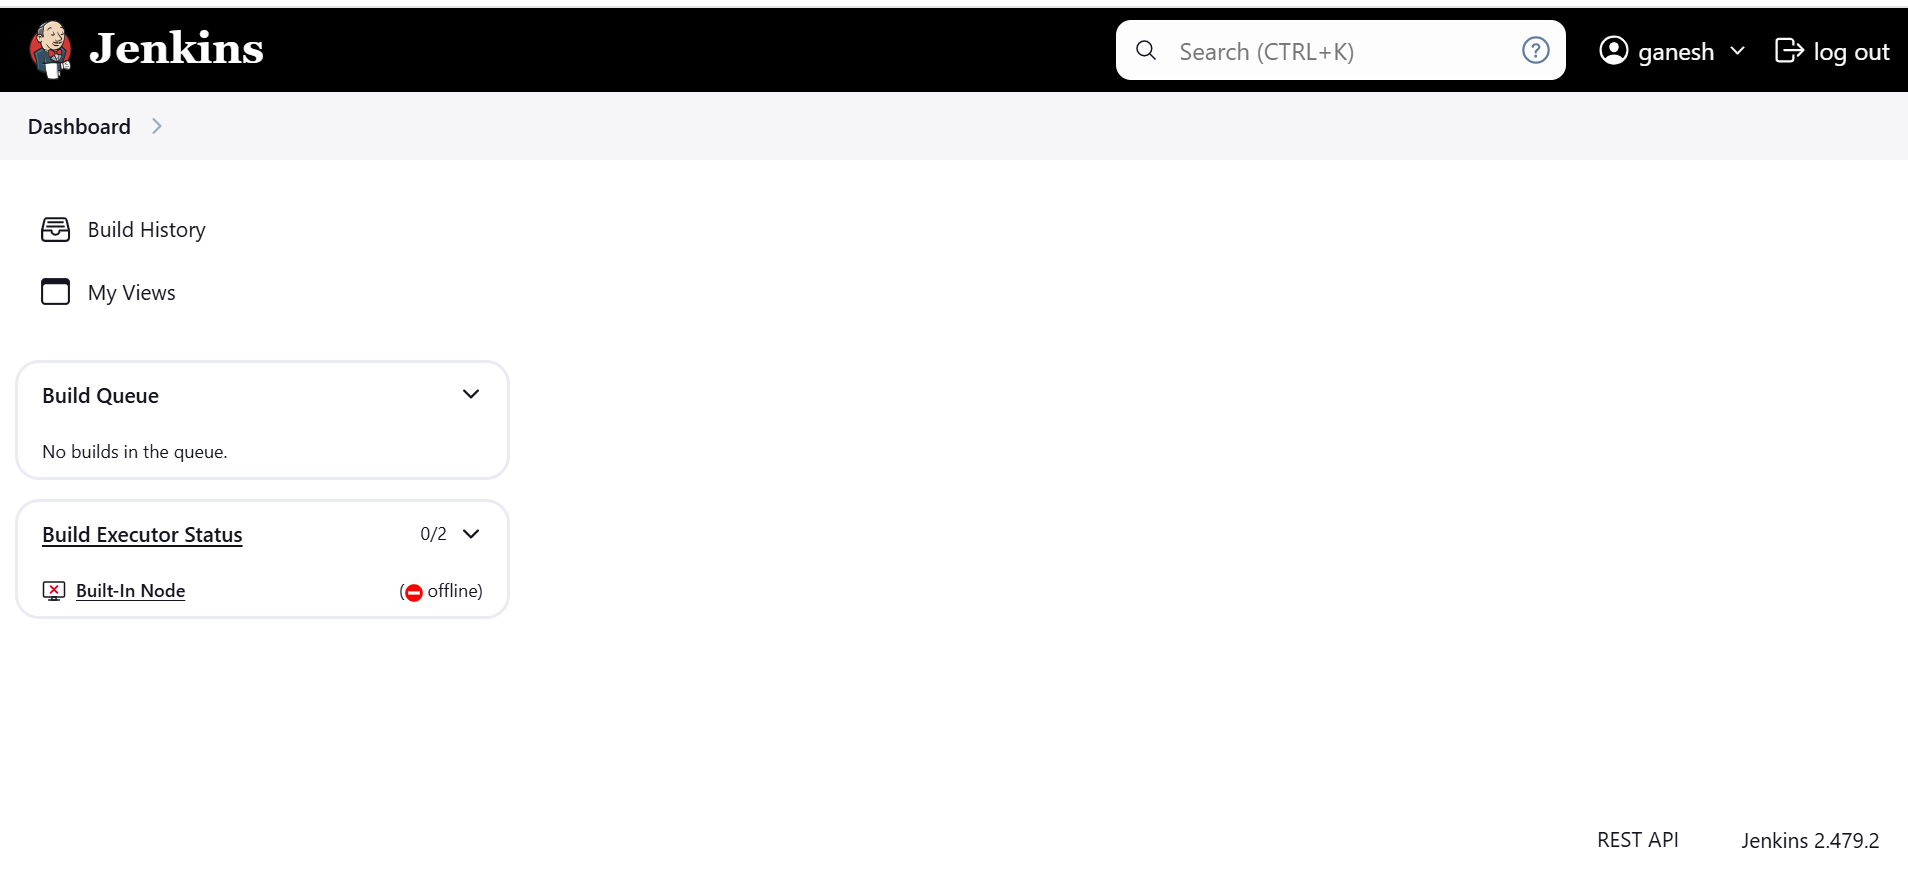 Jenkins
Search (CTRL+K)
ganesh
log out
Dashboard
Build History
My Views
Build Queue
No builds in the queue.
Build Executor Status 0/2
Built-In Node (offline)
REST API Jenkins 2.479.2